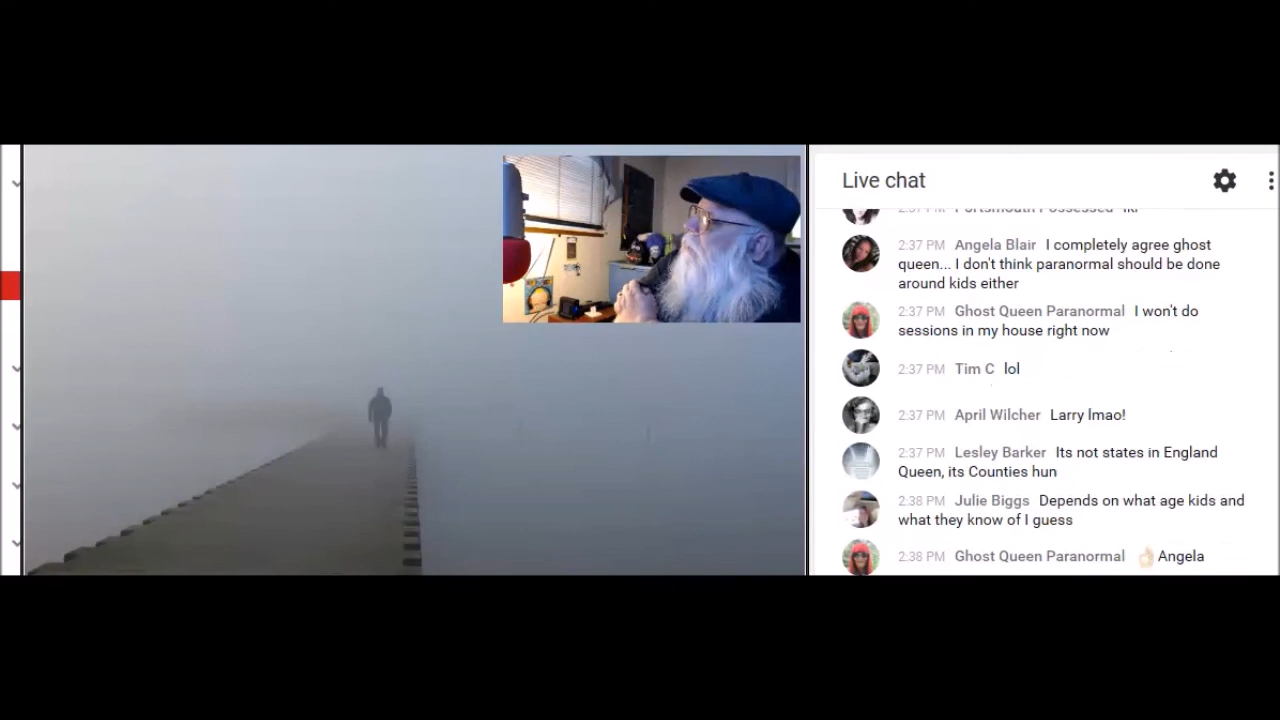 Live chat
2:37 PM Angela Blair I completely agree ghost
queen... I don't think paranormal should be done
around kids either
2:37 PM Ghost Queen Paranormal I won't do
sessions in my house right now
2:37 PM Tim C lol
2:37 PM April Wilcher Larry lmao!
2:37 PM Lesley Barker Its not states in England
Queen, its Counties hun
2:38 PM Julie Biggs Depends on what age kids and
what they know of I guess
2:38 PM Ghost Queen Paranormal 👌 Angela